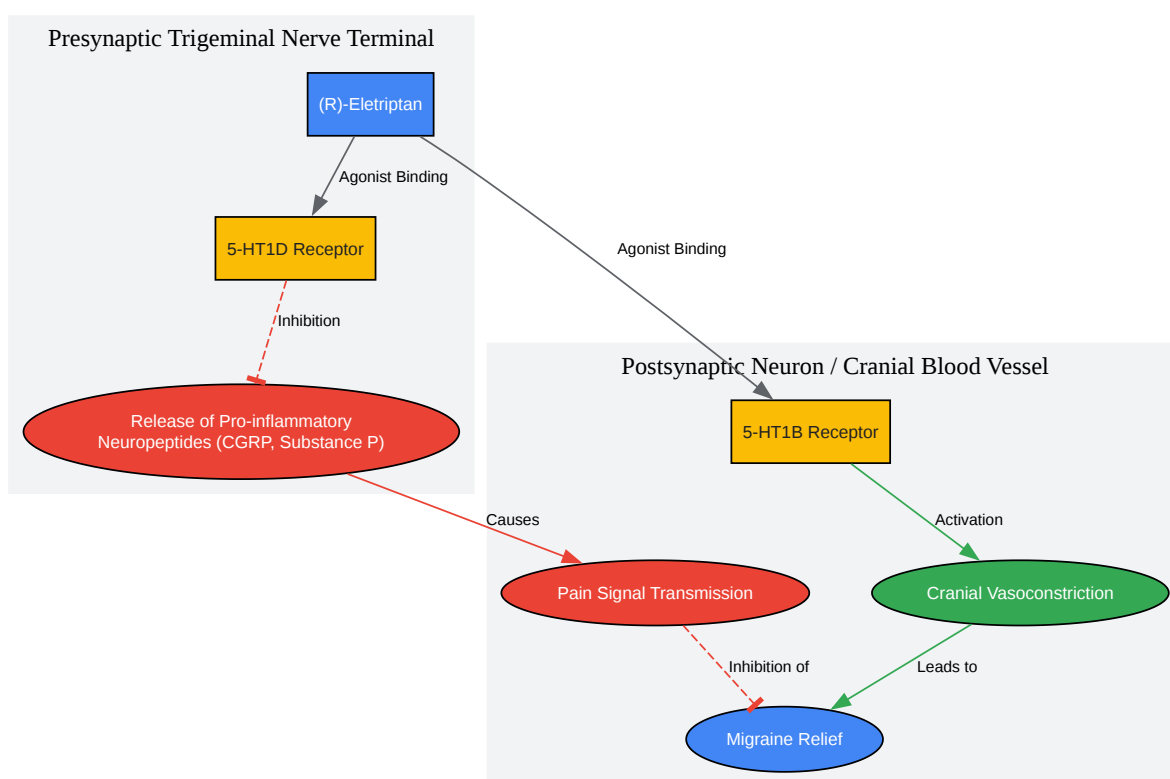 Presynaptic Trigeminal Nerve Terminal
(R)-Eletriptan
Agonist Binding
5-HT1D Receptor
Agonist Binding
Inhibition
Postsynaptic Neuron / Cranial Blood Vessel
Release of Pro-inflammatory
Neuropeptides (CGRP, Substance P)
5-HT1B Receptor
Causes
Activation
Pain Signal Transmission
Cranial Vasoconstriction
Inhibition of
Leads to
Migraine Relief